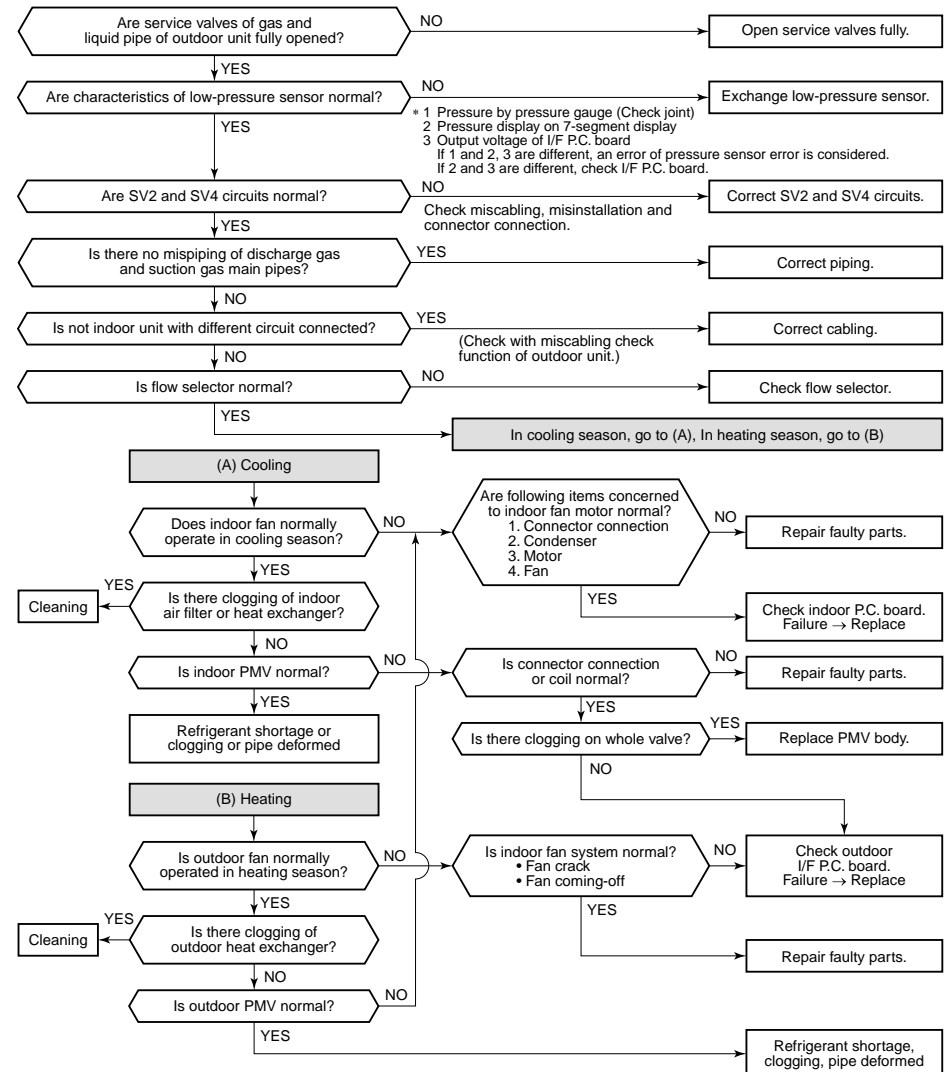 Are service valves of gas and
liquid pipe of outdoor unit fully opened?
NO
Open service valves fully.
YES
Are characteristics of low-pressure sensor normal?
NO
Exchange low-pressure sensor.
YES
* 1 Pressure by pressure gauge (Check joint)
2 Pressure display on 7-segment display
3 Output voltage of I/F P.C. board
If 1 and 2, 3 are different, an error of pressure sensor error is considered.
If 2 and 3 are different, check I/F P.C. board.
Are SV2 and SV4 circuits normal?
NO
Correct SV2 and SV4 circuits.
Check miscabling, misinstallation and
connector connection.
YES
Is there no mispiping of discharge gas
and suction gas main pipes?
YES
Correct piping.
NO
Is not indoor unit with different circuit connected?
YES
Correct cabling.
(Check with miscabling check
function of outdoor unit.)
NO
Is flow selector normal?
NO
Check flow selector.
YES
In cooling season, go to (A), In heating season, go to (B)
(A) Cooling
Does indoor fan normally
operate in cooling season?
NO
Are following items concerned
to indoor fan motor normal?
1. Connector connection
2. Condenser
3. Motor
4. Fan
NO
Repair faulty parts.
YES
Check indoor P.C. board.
Failure → Replace
YES
Is there clogging of indoor
air filter or heat exchanger?
YES
Cleaning
NO
Is indoor PMV normal?
NO
Is connector connection
or coil normal?
NO
Repair faulty parts.
YES
YES
Refrigerant shortage or
clogging or pipe deformed
Is there clogging on whole valve?
YES
Replace PMV body.
NO
(B) Heating
Is outdoor fan normally
operated in heating season?
NO
Is indoor fan system normal?
• Fan crack
• Fan coming-off
NO
Check outdoor
I/F P.C. board.
Failure → Replace
YES
YES
Repair faulty parts.
Is there clogging of
outdoor heat exchanger?
YES
Cleaning
NO
Is outdoor PMV normal?
NO
YES
Refrigerant shortage,
clogging, pipe deformed